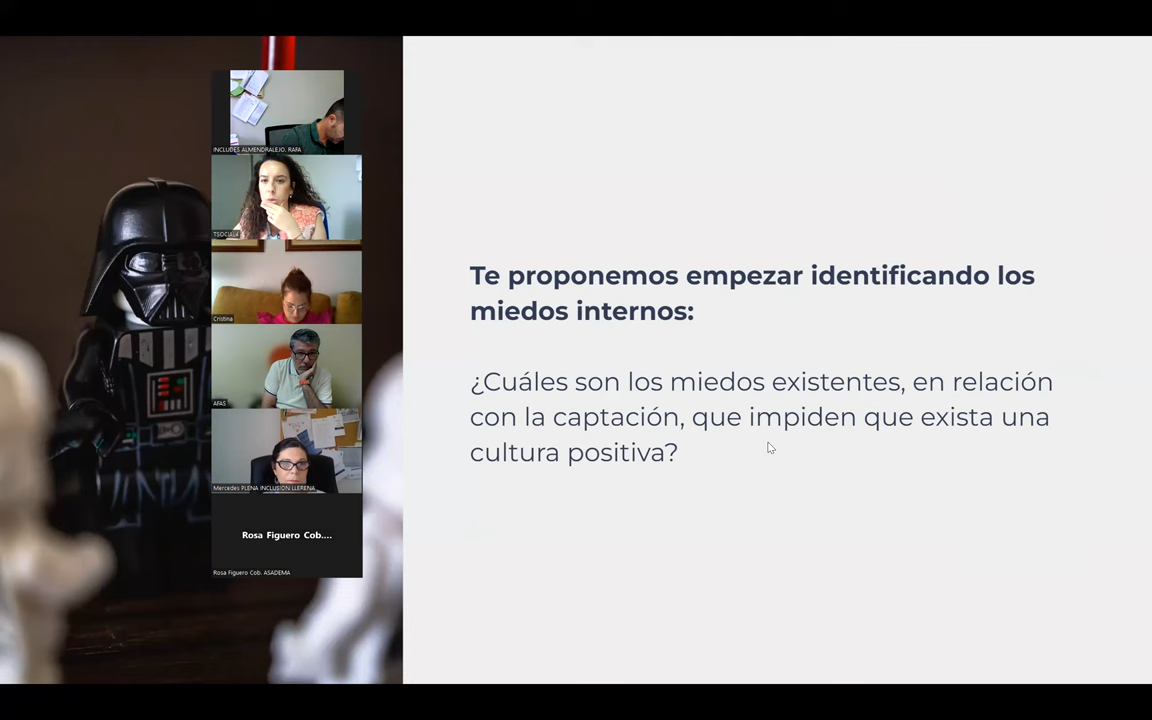 INCLUDES ALMENDRALEJO. RAFA
TSOCIAL4
Cristina
AFAS
Mercedes PLENA INCLUSION LLERENA
Rosa Figuero Cob....
Rosa Figuero Cob. ASADEMA
Te proponemos empezar identificando los
miedos internos:
¿Cuáles son los miedos existentes, en relación
con la captación, que impiden que exista una
cultura positiva?